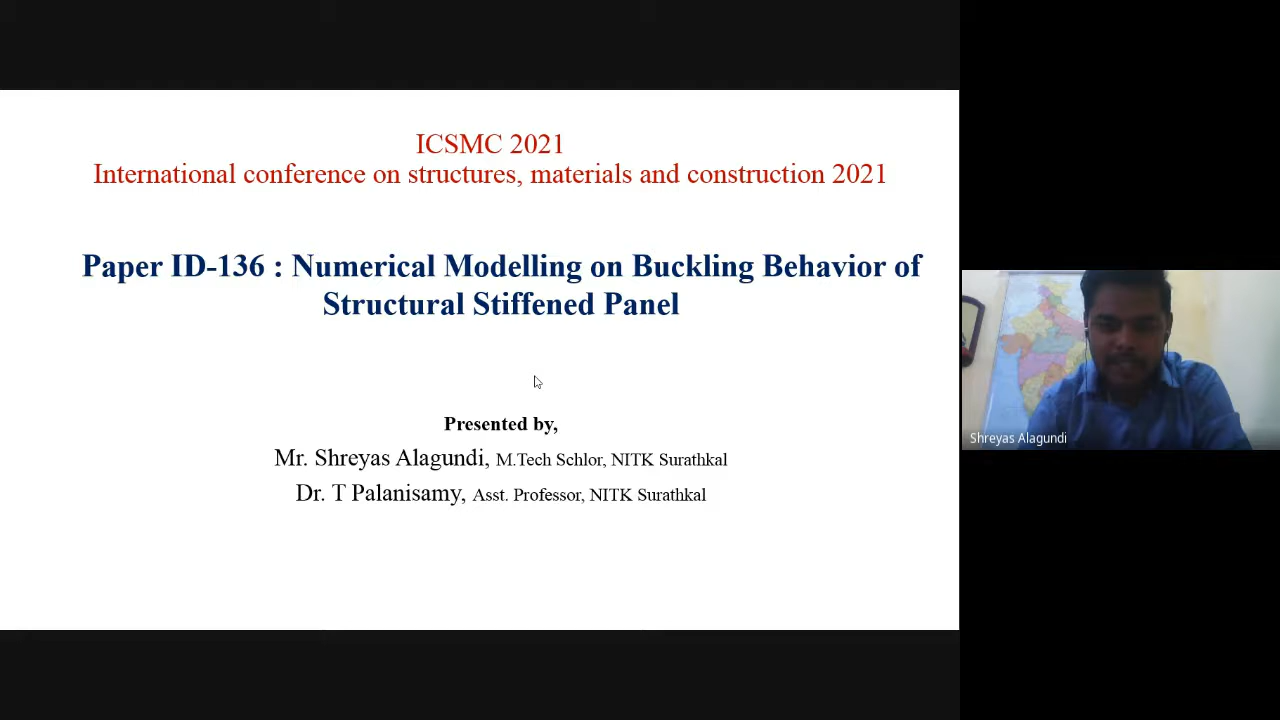 ICSMC 2021
International conference on structures, materials and construction 2021
Paper ID-136 : Numerical Modelling on Buckling Behavior of
Structural Stiffened Panel
Presented by,
Mr. Shreyas Alagundi, M.Tech Schlor, NITK Surathkal
Dr. T Palanisamy, Asst. Professor, NITK Surathkal
Shreyas Alagundi